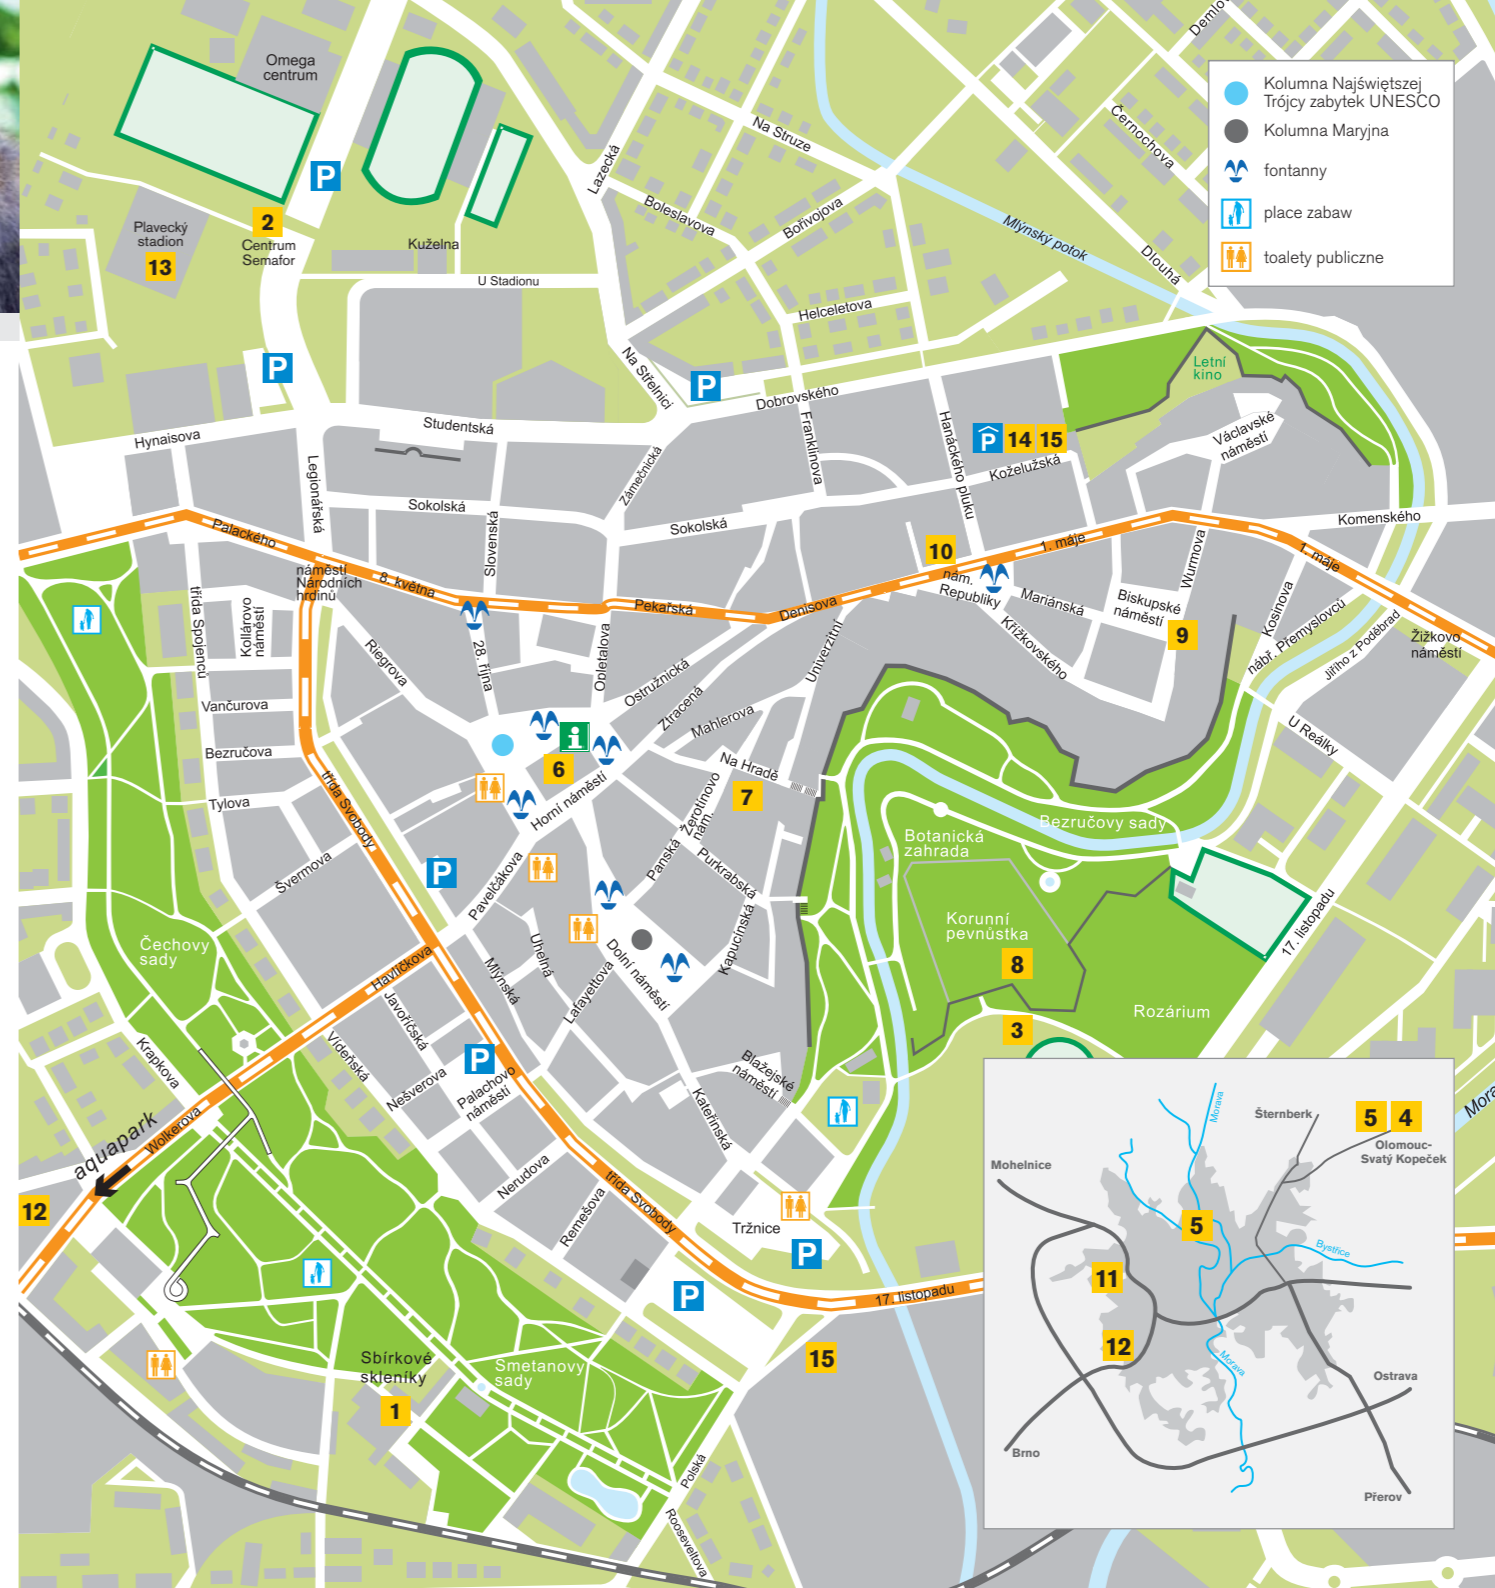 Omega
centrum
P
Plavecký
stadion
13
2
Centrum
Semafor
Kuželna
U Stadionu
Lazecká
Na Struze
Boleslavova
Bořivojova
Helceletova
Mlýnský potok
Dlouhá
Černochova
Kolumna Najświętszej
Trójcy zabytek UNESCO
Kolumna Maryjna
fontanny
place zabaw
toalety publiczne
P
Na Střelnici
P
Dobrovského
Letní
kino
Hynaisova
Studentská
Legionářská
Zámečnická
Franklinova
Hanáckého pluku
P
14
15
Koželužská
Václavské
náměstí
Sokolská
Slovenská
Sokolská
Komenského
Palackého
náměstí
Národních
hrdinů
8. května
Pekařská
Denisova
10
1. máje
1. máje
nám.
Republiky
Mariánská
Křížkovského
Biskupské
náměstí
9
Wurmova
Kosinova
nábř. Přemyslovců
Jiřího z Poděbrad
Žižkovo
náměstí
U Reálky
třída Spojenců
Kollárovo
náměstí
Vančurova
Bezručova
Tylova
Švermova
Riegrova
28. října
Opletalova
Ostružnická
Ztracená
Mahlerova
Univerzitní
Na Hradě
7
i
6
Horní náměstí
třída Svobody
P
Pavelčákova
Panská
Žerotínovo
nám.
Purkrabská
Kapucínská
Bezručovy sady
Botanická
zahrada
Korunní
pevnůstka
8
3
Rozárium
17. listopadu
Čechovy
sady
Havlíčkova
Mlýnská
Uhelná
Lafayettova
Dolní náměstí
Javoříčská
Vídeňská
Nešverova
P
Palachovo
náměstí
Blažejské
náměstí
Kateřinská
Krapkova
Wolkerova
aquapark
12
Nerudova
Remešova
třída Svobody
Tržnice
P
P
17. listopadu
15
Sbírkové
skleníky
1
Smetanovy
sady
Polská
Rooseveltova
Morava
Šternberk
5
4
Olomouc-
Svatý Kopeček
Mohelnice
5
Bystřice
11
12
Morava
Ostrava
Brno
Přerov